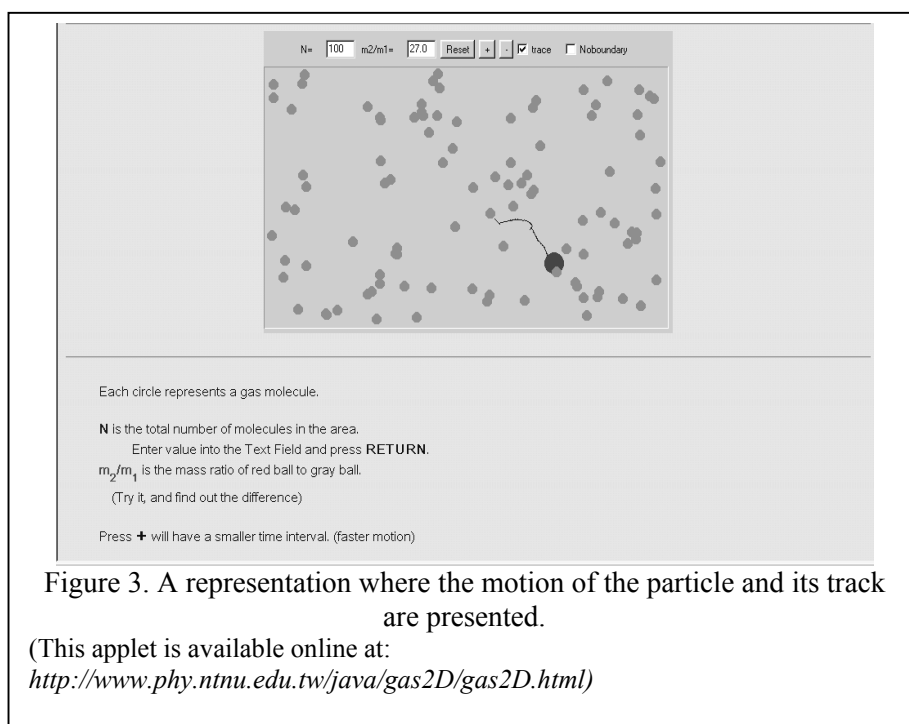 N= 100 m2/m1= 27.0 Reset + - trace Noboundary
Each circle represents a gas molecule.
N is the total number of molecules in the area.
Enter value into the Text Field and press RETURN.
m2/m1 is the mass ratio of red ball to gray ball.
(Try it, and find out the difference)
Press + will have a smaller time interval. (faster motion)
Figure 3. A representation where the motion of the particle and its track
are presented.
(This applet is available online at:
http://www.phy.ntnu.edu.tw/java/gas2D/gas2D.html)